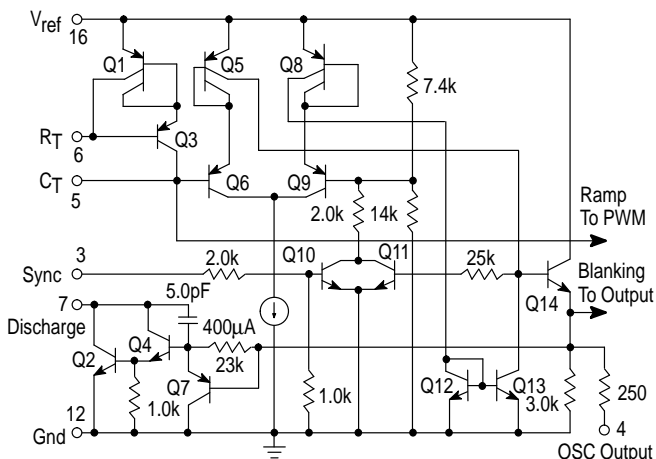 Vref
16
Q1
Q5
Q8
7.4k
RT
6
Q3
CT
5
Q6
Q9
2.0k
14k
Ramp
To PWM
3
Sync
2.0k
Q10
Q11
25k
Q14
Blanking
To Output
7
Discharge
5.0pF
400µA
23k
Q2
Q4
Q7
Q12
Q13
1.0k
1.0k
3.0k
250
12
Gnd
4
OSC Output